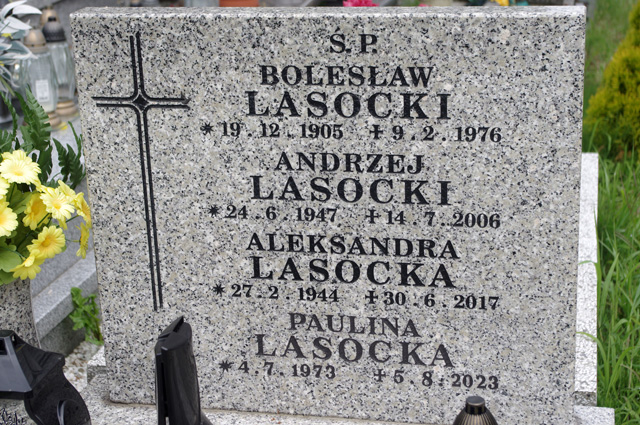 Ś.P.
BOLESŁAW
LASOCKI
* 19.12.1905 ✝ 9.2.1976
ANDRZEJ
LASOCKI
* 24.6.1947 ✝ 14.7.2006
ALEKSANDRA
LASOCKA
* 27.2.1944 ✝ 30.6.2017
PAULINA
LASOCKA
* 4.7.1973 ✝ 5.8.2023